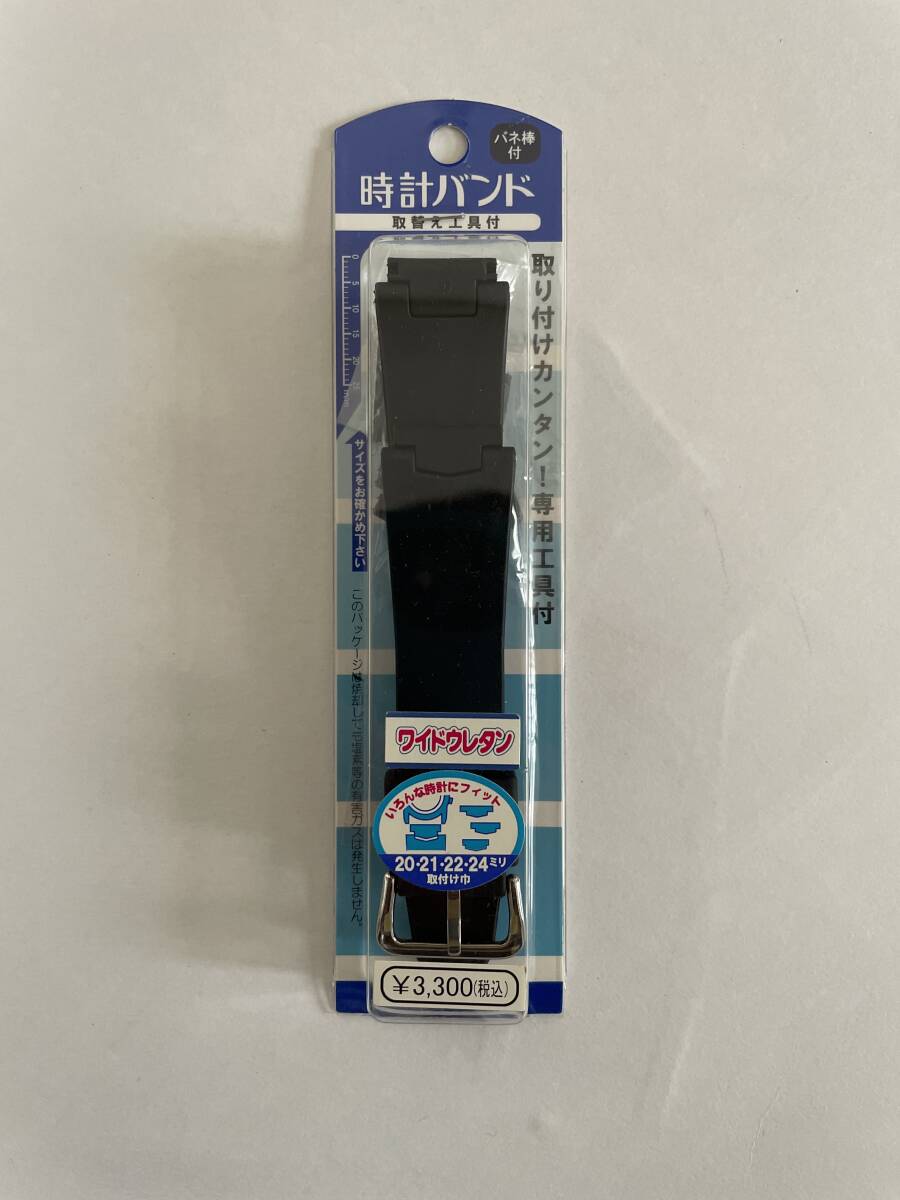 バネ棒
付
時計バンド
取替え工具付
0
5
10
15
20
25
mm
取り付けカンタン！専用工具付
サイズをお確かめ下さい
このパッケージは焼却しても塩素等の有害ガスは発生しません。
ワイドウレタン
いろんな時計にフィット
20・21・22・24ミリ
取付け巾
￥3,300(税込)